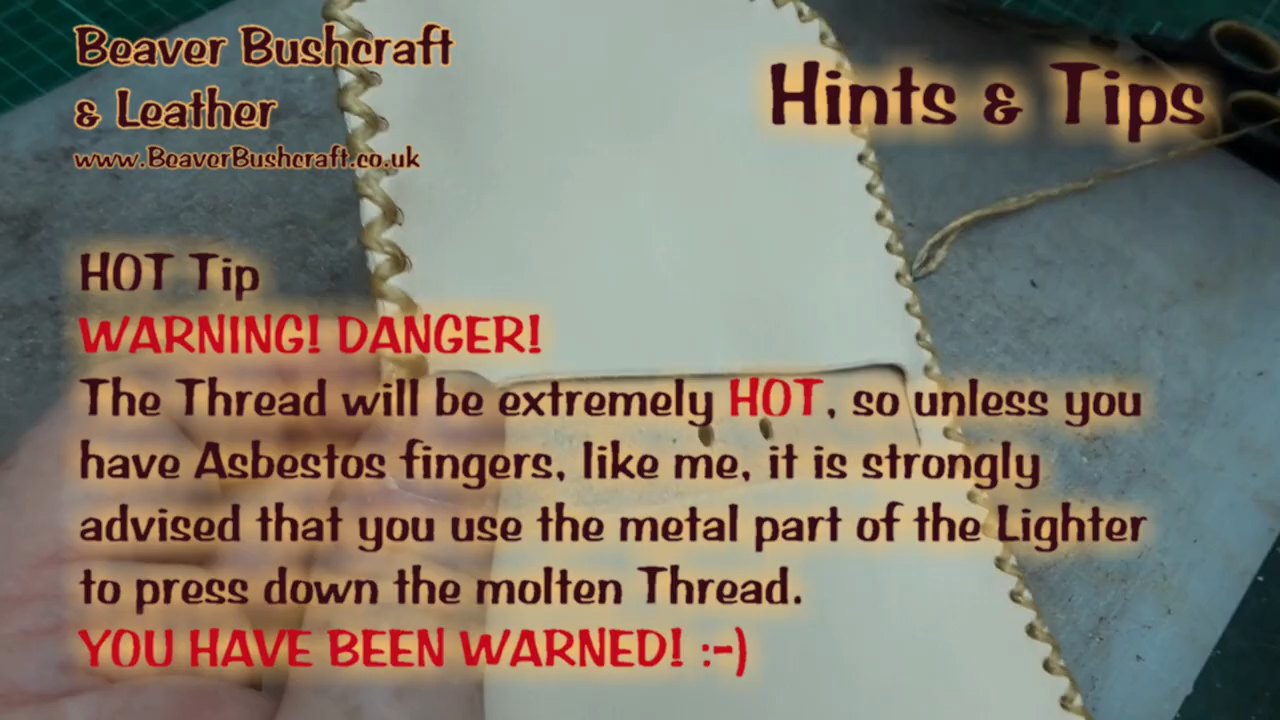 Beaver Bushcraft
& Leather
www.BeaverBushcraft.co.uk
Hints & Tips
HOT Tip
WARNING! DANGER!
The Thread will be extremely HOT, so unless you
have Asbestos fingers, like me, it is strongly
advised that you use the metal part of the Lighter
to press down the molten Thread.
YOU HAVE BEEN WARNED! :-)